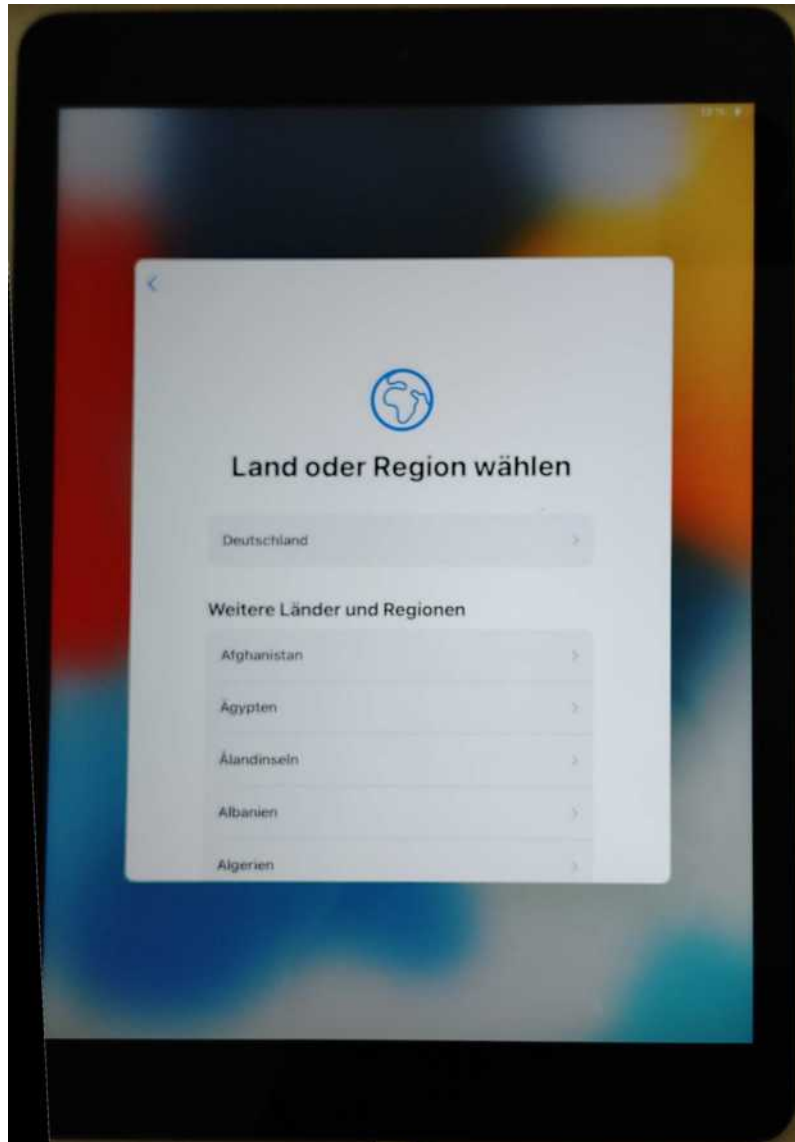 Land oder Region wählen
Deutschland
Weitere Länder und Regionen
Afghanistan
Ägypten
Ålandinseln
Albanien
Algerien